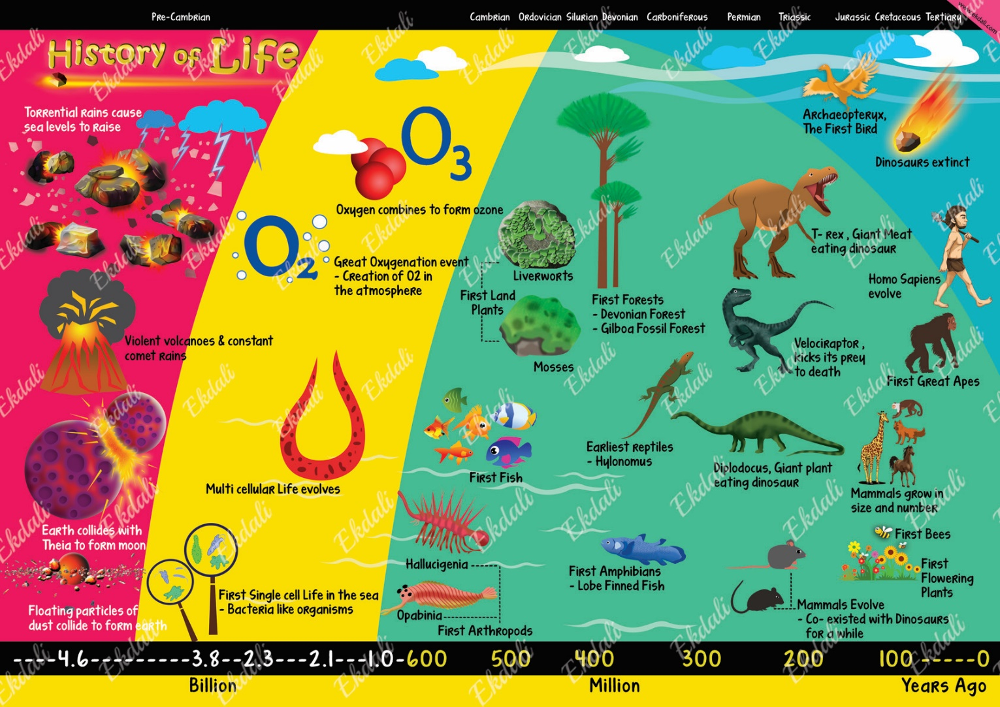 Pre-Cambrian
Cambrian Ordovician Silurian Devonian Carboniferous Permian Triassic Jurassic Cretaceous Tertiary
www.ekdali.com
History of Life
Torrential rains cause
sea levels to raise
O3
Oxygen combines to form ozone
O2
Great Oxygenation event
- Creation of O2 in
the atmosphere
Violent volcanoes & constant
comet rains
Multi cellular Life evolves
Earth collides with
Theia to form moon
Floating particles of
dust collide to form earth
First Single cell Life in the sea
- Bacteria like organisms
Liverworts
First Land
Plants
Mosses
First Forests
- Devonian Forest
- Gilboa Fossil Forest
First Fish
Hallucigenia
Opabinia
First Arthropods
Earliest reptiles
- Hylonomus
First Amphibians
- Lobe Finned Fish
Archaeopteryx,
The First Bird
Dinosaurs extinct
T- rex , Giant Meat
eating dinosaur
Homo Sapiens
evolve
Velociraptor ,
kicks its prey
to death
First Great Apes
Diplodocus, Giant plant
eating dinosaur
Mammals grow in
size and number
First Bees
First
Flowering
Plants
Mammals Evolve
- Co- existed with Dinosaurs
for a while
----4.6---------3.8--2.3---2.1---1.0-600 500 400 300 200 100 -----0
Billion Million Years Ago
Ekdali